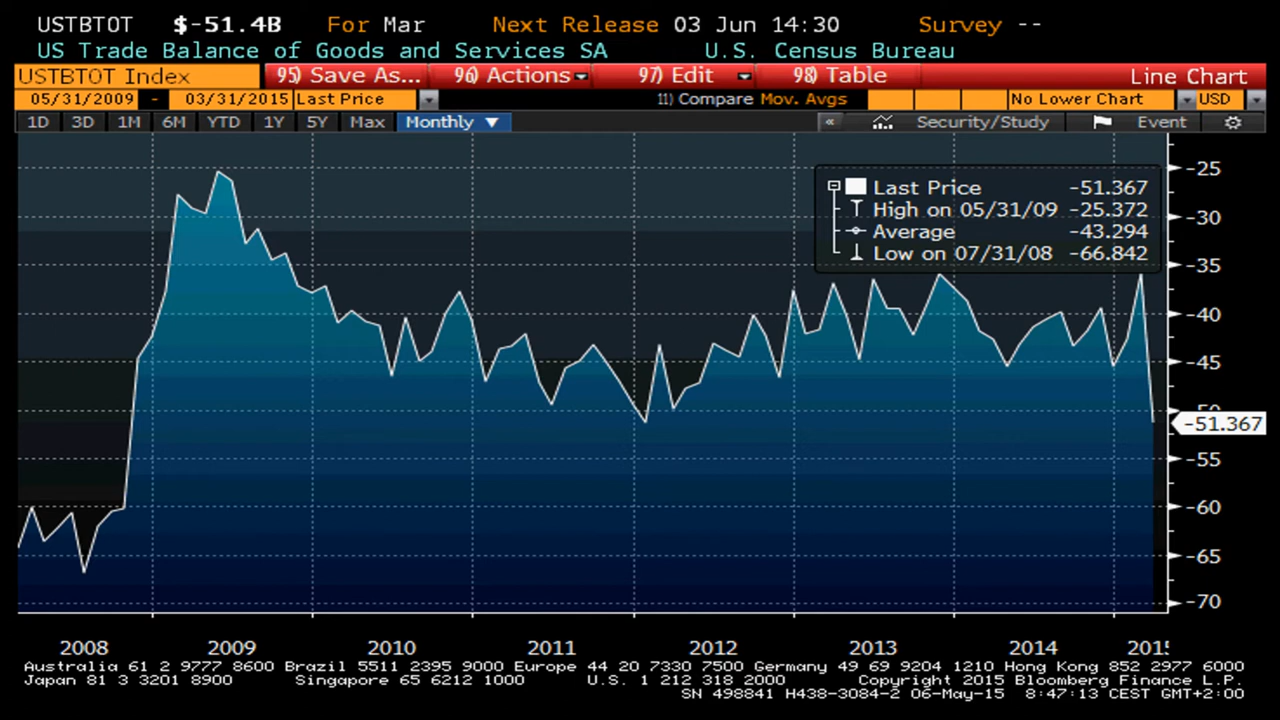 USTBTOT $-51.4B For Mar Next Release 03 Jun 14:30 Survey --
US Trade Balance of Goods and Services SA U.S. Census Bureau
USTBTOT Index 95) Save As... 96) Actions 97) Edit 98) Table Line Chart
05/31/2009 - 03/31/2015 Last Price 11) Compare Mov. Avgs No Lower Chart USD
1D 3D 1M 6M YTD 1Y 5Y Max Monthly ▼ « Security/Study Event
-25
Last Price -51.367
High on 05/31/09 -25.372
-30
Average -43.294
Low on 07/31/08 -66.842
-35
-40
-45
-50
-51.367
-55
-60
-65
-70
2008 2009 2010 2011 2012 2013 2014 2015
Australia 61 2 9777 8600 Brazil 5511 2395 9000 Europe 44 20 7330 7500 Germany 49 69 9204 1210 Hong Kong 852 2977 6000
Japan 81 3 3201 8900 Singapore 65 6212 1000 U.S. 1 212 318 2000 Copyright 2015 Bloomberg Finance L.P.
SN 498841 H438-3084-2 06-May-15 8:47:13 CEST GMT+2:00